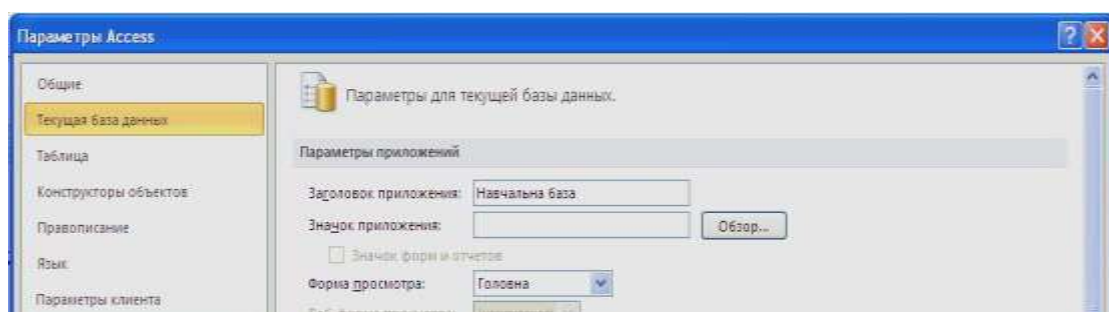 Параметры Access
Общие
Текущая база данных
Таблица
Конструкторы объектов
Правописание
Язык
Параметры клиента
Параметры для текущей базы данных.
Параметры приложений
Заголовок приложения: Навчальна база
Значок приложения: Обзор...
Значок форм и отчетов
Форма просмотра: Головна